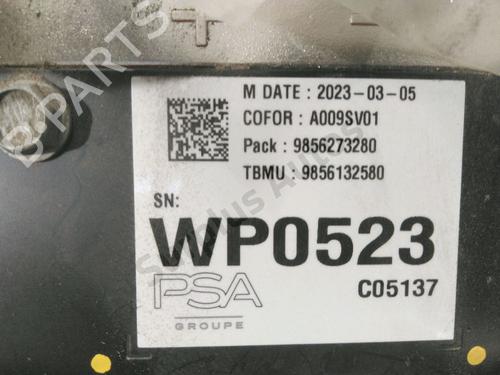 M DATE : 2023-03-05
COFOR : A009SV01
Pack : 9856273280
TBMU : 9856132580
SN:
WP0523
PSA C05137
GROUPE